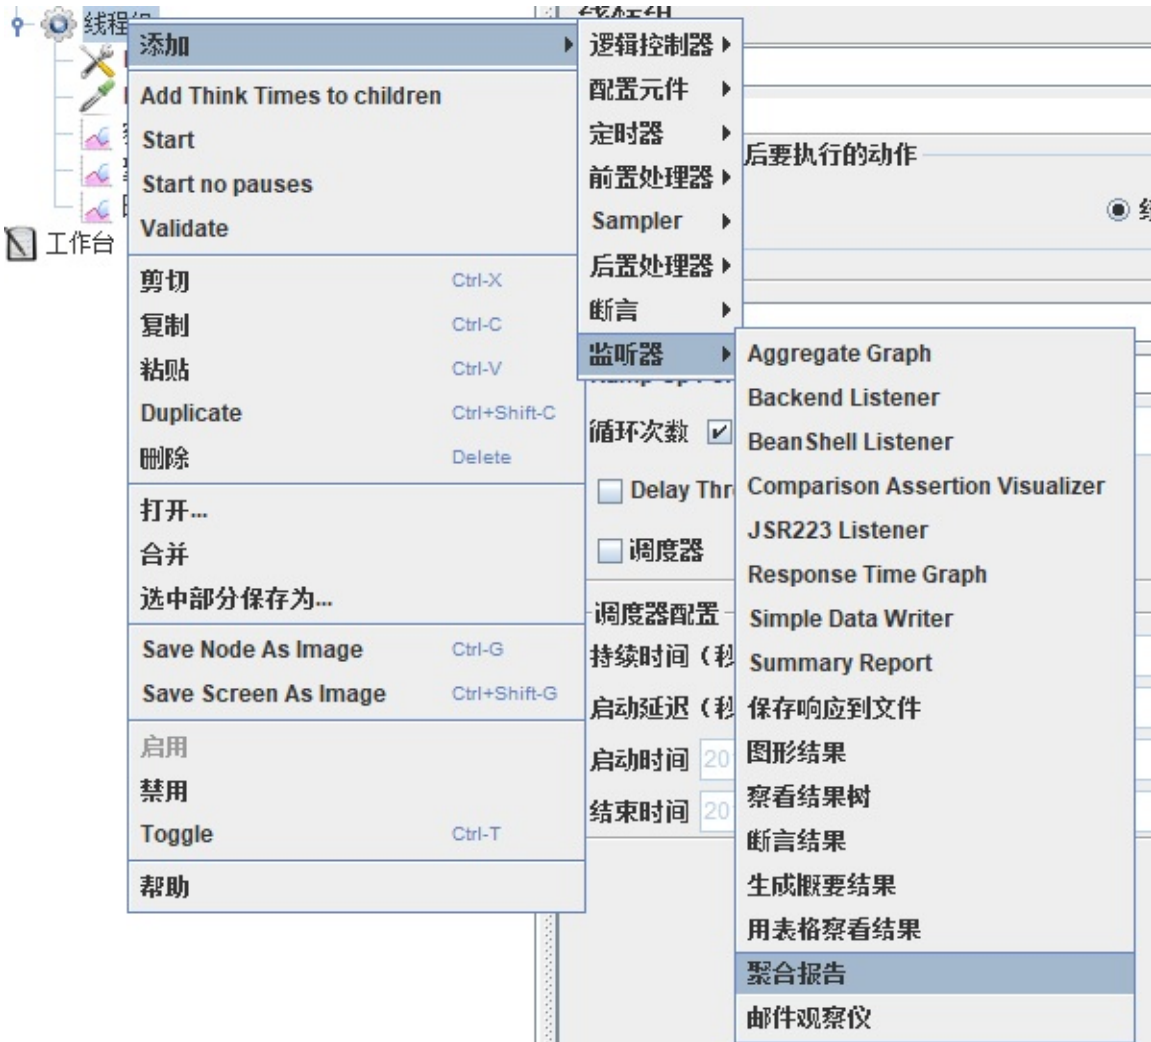 线程组
工作台
添加
Add Think Times to children
Start
Start no pauses
Validate
剪切 Ctrl-X
复制 Ctrl-C
粘贴 Ctrl-V
Duplicate Ctrl+Shift-C
删除 Delete
打开...
合并
选中部分保存为...
Save Node As Image Ctrl-G
Save Screen As Image Ctrl+Shift-G
启用
禁用
Toggle Ctrl-T
帮助
逻辑控制器
配置元件
定时器
前置处理器
Sampler
后置处理器
断言
监听器
后要执行的动作
循环次数
Delay Thr
调度器
调度器配置
持续时间（秒
启动延迟（秒
启动时间 20
结束时间 20
Aggregate Graph
Backend Listener
BeanShell Listener
Comparison Assertion Visualizer
JSR223 Listener
Response Time Graph
Simple Data Writer
Summary Report
保存响应到文件
图形结果
察看结果树
断言结果
生成概要结果
用表格察看结果
聚合报告
邮件观察仪